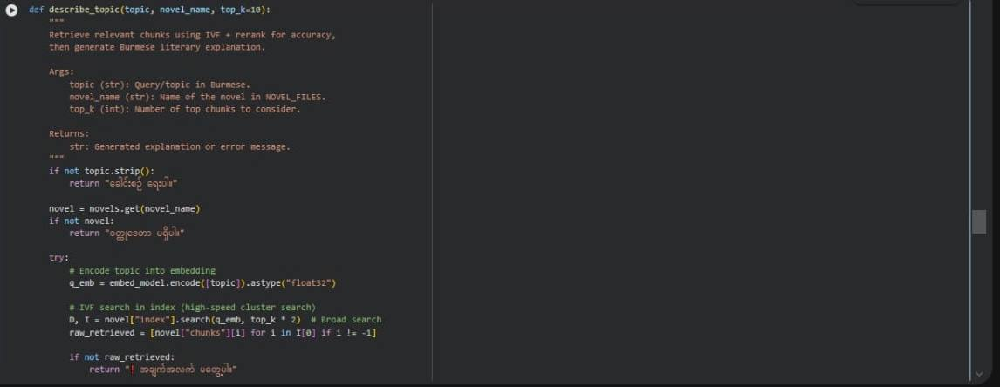 def describe_topic(topic, novel_name, top_k=10):
"""
Retrieve relevant chunks using IVF + rerank for accuracy,
then generate Burmese literary explanation.
Args:
topic (str): Query/topic in Burmese.
novel_name (str): Name of the novel in NOVEL_FILES.
top_k (int): Number of top chunks to consider.
Returns:
str: Generated explanation or error message.
"""
if not topic.strip():
return "ခေါင်းစဉ် ရေးပါ။"
novel = novels.get(novel_name)
if not novel:
return "ဝတ္ထုဒေတာ မရှိပါ။"
try:
# Encode topic into embedding
q_emb = embed_model.encode([topic]).astype("float32")
# IVF search in index (high-speed cluster search)
D, I = novel["index"].search(q_emb, top_k * 2)  # Broad search
raw_retrieved = [novel["chunks"][i] for i in I[0] if i != -1]
if not raw_retrieved:
return "❗ အချက်အလက် မတွေ့ပါ။"